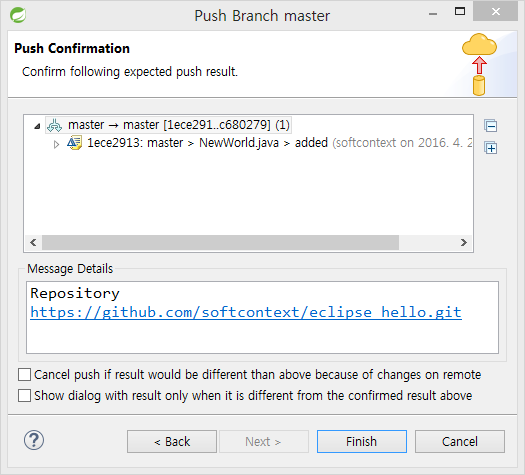 Push Branch master
Push Confirmation
Confirm following expected push result.
master → master [1ece291..c680279] (1)
1ece2913: master > NewWorld.java > added (softcontext on 2016. 4. 2
Message Details
Repository
https://github.com/softcontext/eclipse_hello.git
Cancel push if result would be different than above because of changes on remote
Show dialog with result only when it is different from the confirmed result above
< Back
Next >
Finish
Cancel